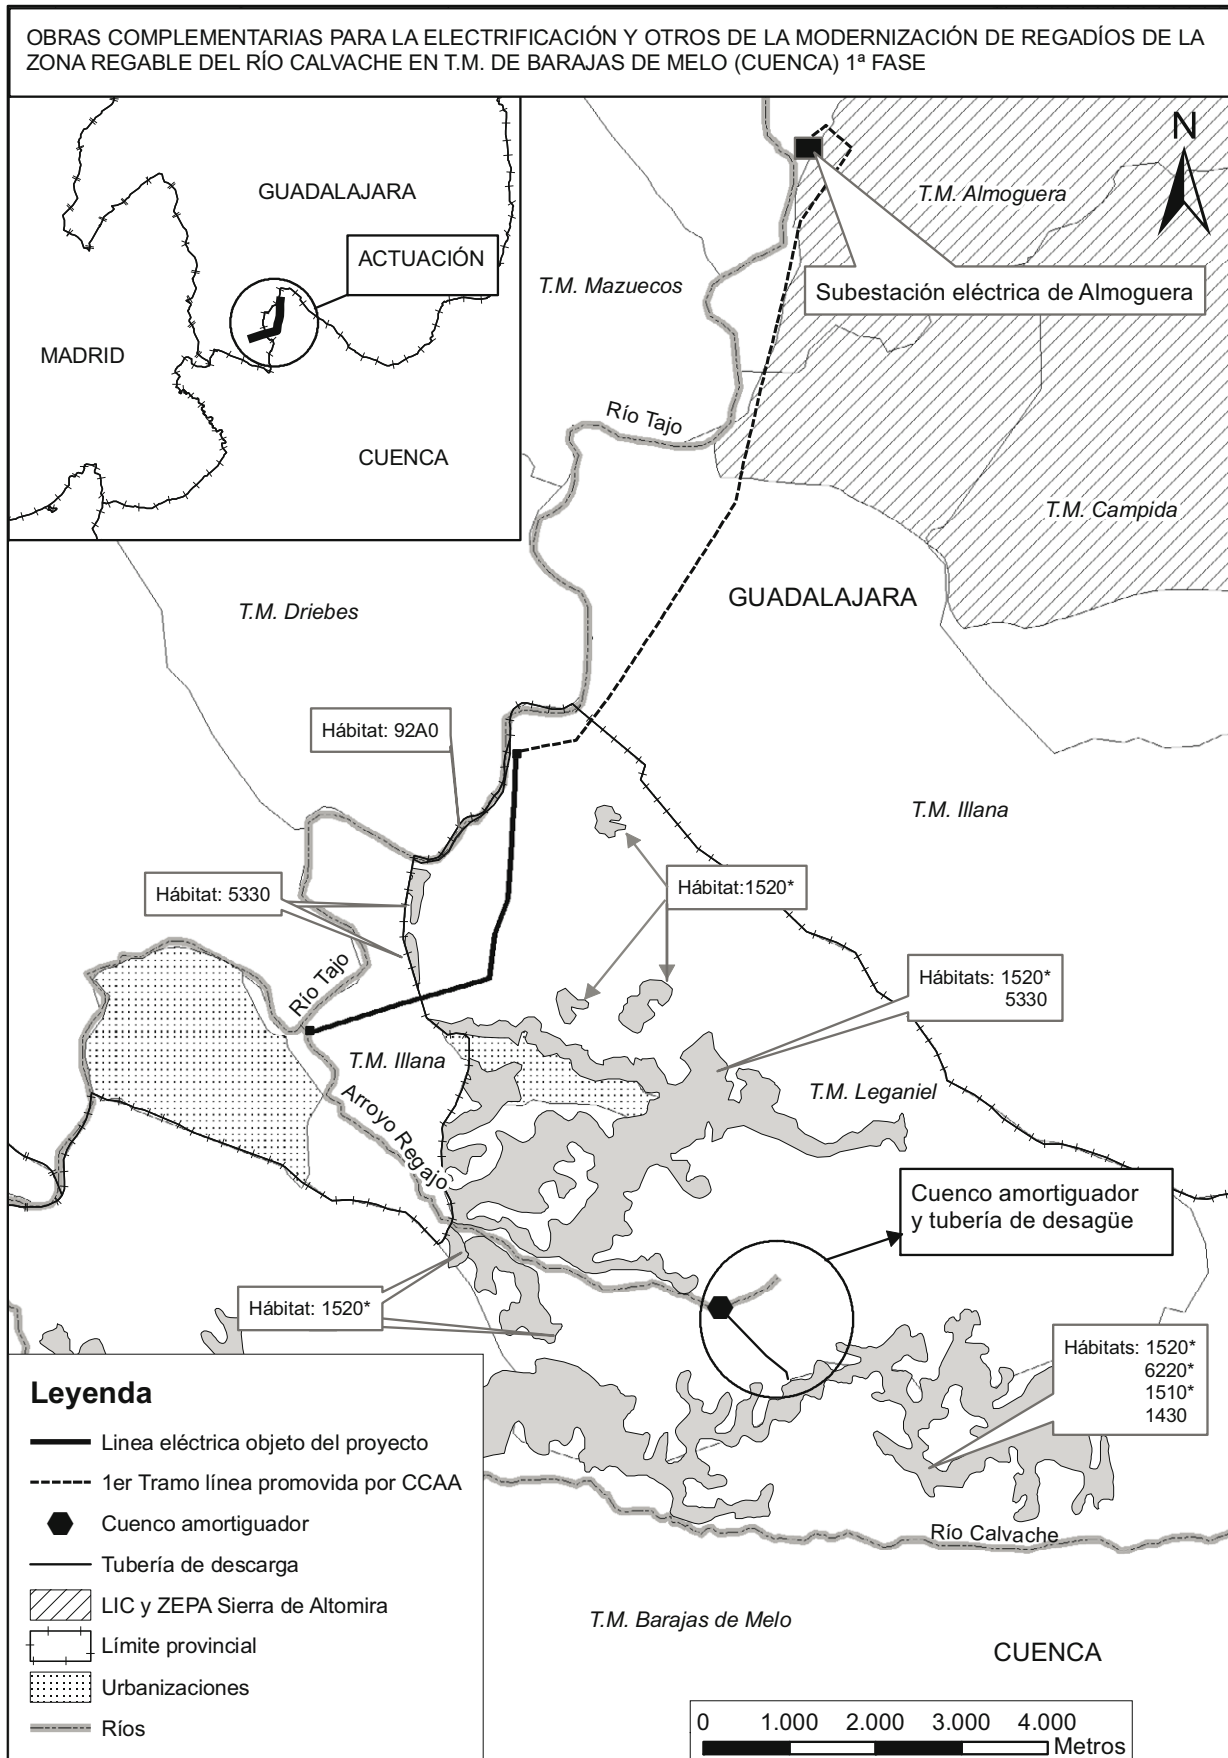 OBRAS COMPLEMENTARIAS PARA LA ELECTRIFICACIÓN Y OTROS DE LA MODERNIZACIÓN DE REGADÍOS DE LA
ZONA REGABLE DEL RÍO CALVACHE EN T.M. DE BARAJAS DE MELO (CUENCA) 1ª FASE
GUADALAJARA
ACTUACIÓN
MADRID
CUENCA
N
T.M. Almoguera
T.M. Mazuecos
Subestación eléctrica de Almoguera
Río Tajo
T.M. Campida
GUADALAJARA
T.M. Driebes
Hábitat: 92A0
T.M. Illana
Hábitat:1520*
Hábitat: 5330
Río Tajo
Hábitats: 1520*
5330
T.M. Illana
T.M. Leganiel
Arroyo Regajo
Cuenco amortiguador
y tubería de desagüe
Hábitat: 1520*
Hábitats: 1520*
6220*
1510*
1430
Río Calvache
T.M. Barajas de Melo
CUENCA
Leyenda
Linea eléctrica objeto del proyecto
1er Tramo línea promovida por CCAA
Cuenco amortiguador
Tubería de descarga
LIC y ZEPA Sierra de Altomira
Límite provincial
Urbanizaciones
Ríos
0 1.000 2.000 3.000 4.000
Metros